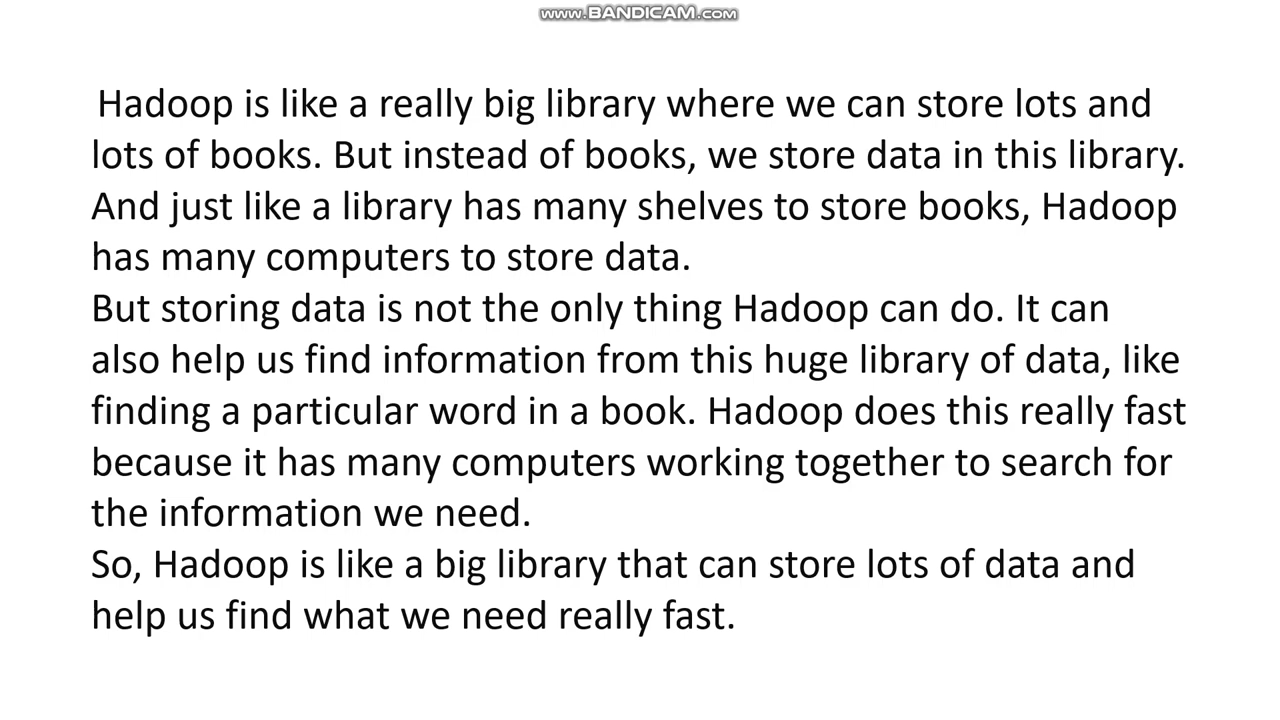 www.BANDICAM.com
Hadoop is like a really big library where we can store lots and
lots of books. But instead of books, we store data in this library.
And just like a library has many shelves to store books, Hadoop
has many computers to store data.
But storing data is not the only thing Hadoop can do. It can
also help us find information from this huge library of data, like
finding a particular word in a book. Hadoop does this really fast
because it has many computers working together to search for
the information we need.
So, Hadoop is like a big library that can store lots of data and
help us find what we need really fast.